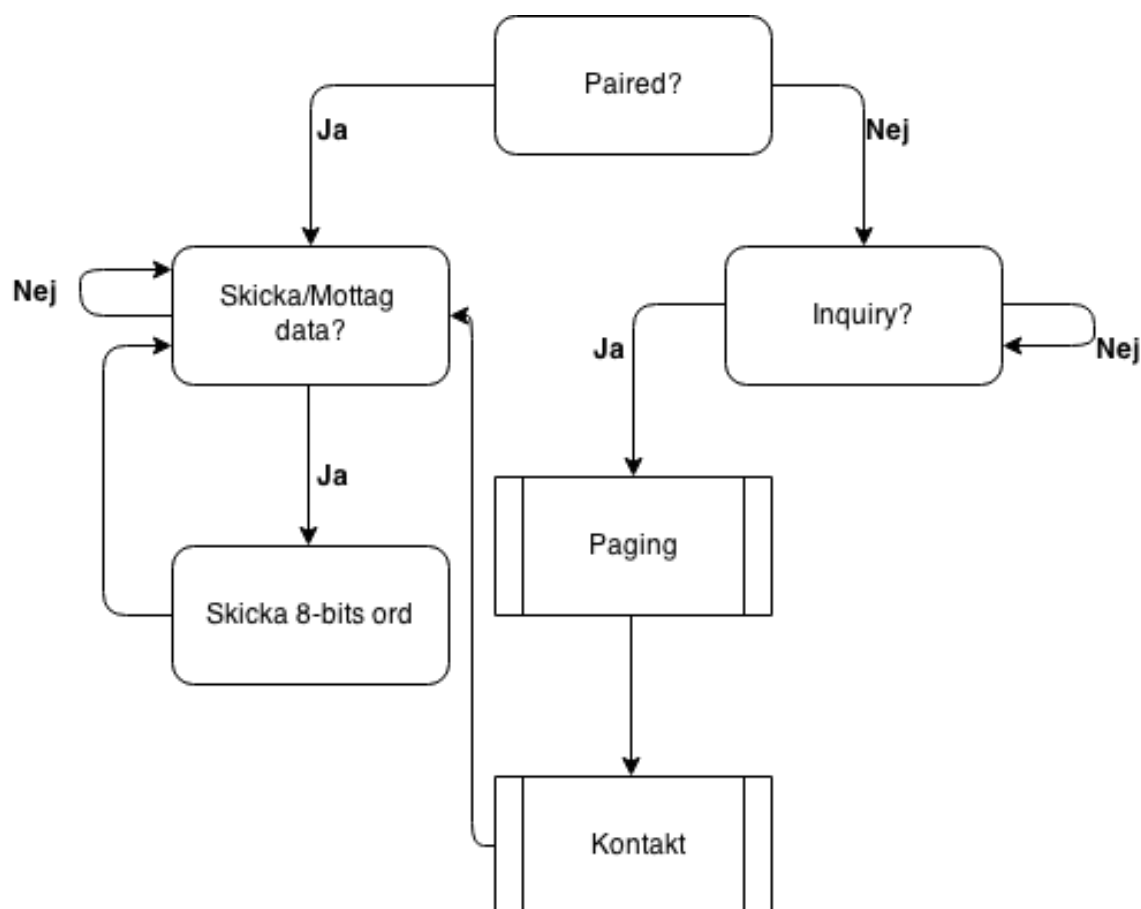 Paired?
Ja
Nej
Nej
Skicka/Mottag
data?
Inquiry?
Ja
Nej
Ja
Paging
Skicka 8-bits ord
Kontakt